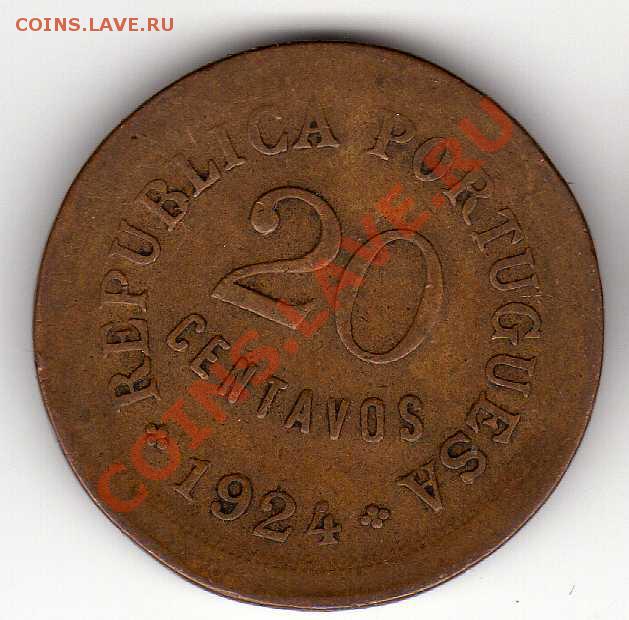 COINS.LAVE.RU
REPUBLICA PORTUGUESA
20
CENTAVOS
1924
COINS.LAVE.RU